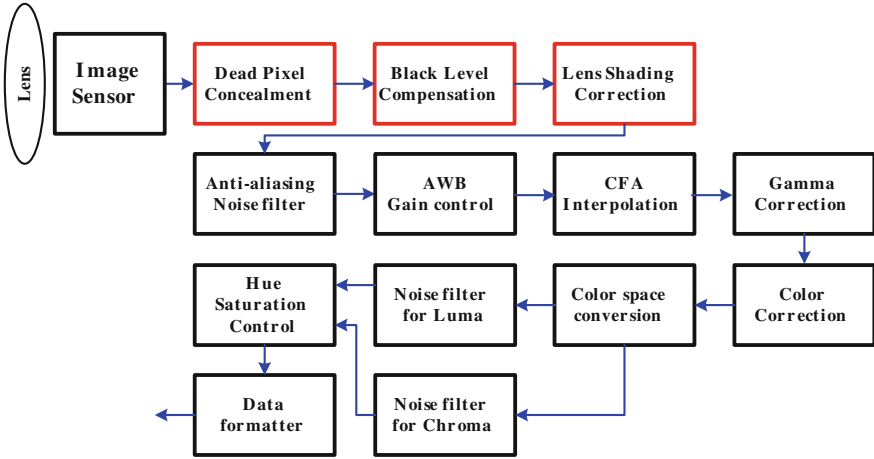 Lens
Image
Sensor
Dead Pixel
Concealment
Black Level
Compensation
Lens Shading
Correction
Anti-aliasing
Noise filter
AWB
Gain control
CFA
Interpolation
Gamma
Correction
Hue
Saturation
Control
Noise filter
for Luma
Color space
conversion
Color
Correction
Data
formatter
Noise filter
for Chroma